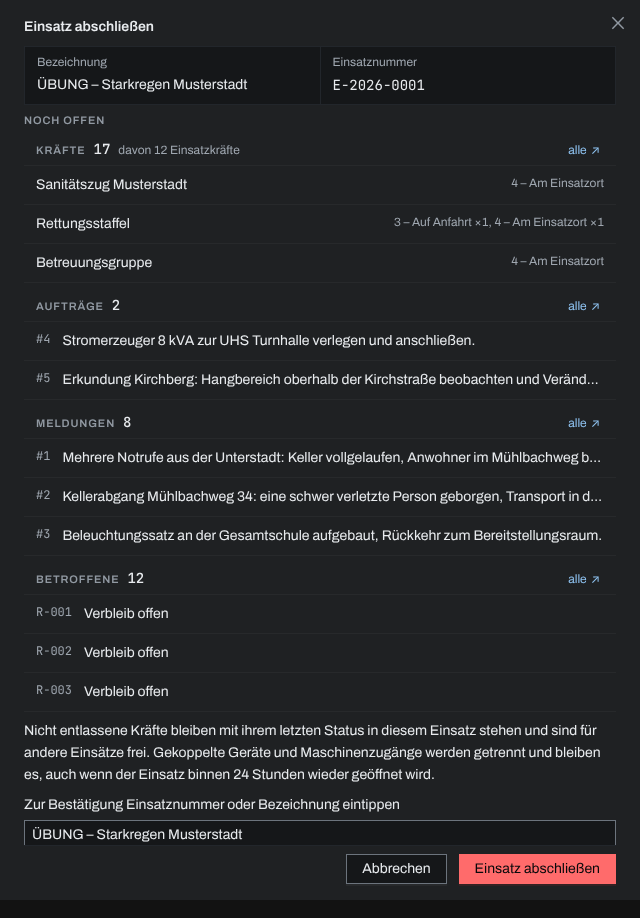 Einsatz abschließen
Bezeichnung
ÜBUNG – Starkregen Musterstadt
Einsatznummer
E-2026-0001
NOCH OFFEN
KRÄFTE 17 davon 12 Einsatzkräfte alle ↗
Sanitätszug Musterstadt 4 – Am Einsatzort
Rettungsstaffel 3 – Auf Anfahrt ×1, 4 – Am Einsatzort ×1
Betreuungsgruppe 4 – Am Einsatzort
AUFTRÄGE 2 alle ↗
#4 Stromerzeuger 8 kVA zur UHS Turnhalle verlegen und anschließen.
#5 Erkundung Kirchberg: Hangbereich oberhalb der Kirchstraße beobachten und Veränd...
MELDUNGEN 8 alle ↗
#1 Mehrere Notrufe aus der Unterstadt: Keller vollgelaufen, Anwohner im Mühlbachweg b...
#2 Kellerabgang Mühlbachweg 34: eine schwer verletzte Person geborgen, Transport in d...
#3 Beleuchtungssatz an der Gesamtschule aufgebaut, Rückkehr zum Bereitstellungsraum.
BETROFFENE 12 alle ↗
R-001 Verbleib offen
R-002 Verbleib offen
R-003 Verbleib offen
Nicht entlassene Kräfte bleiben mit ihrem letzten Status in diesem Einsatz stehen und sind für
andere Einsätze frei. Gekoppelte Geräte und Maschinenzugänge werden getrennt und bleiben
es, auch wenn der Einsatz binnen 24 Stunden wieder geöffnet wird.
Zur Bestätigung Einsatznummer oder Bezeichnung eintippen
ÜBUNG – Starkregen Musterstadt
Abbrechen
Einsatz abschließen